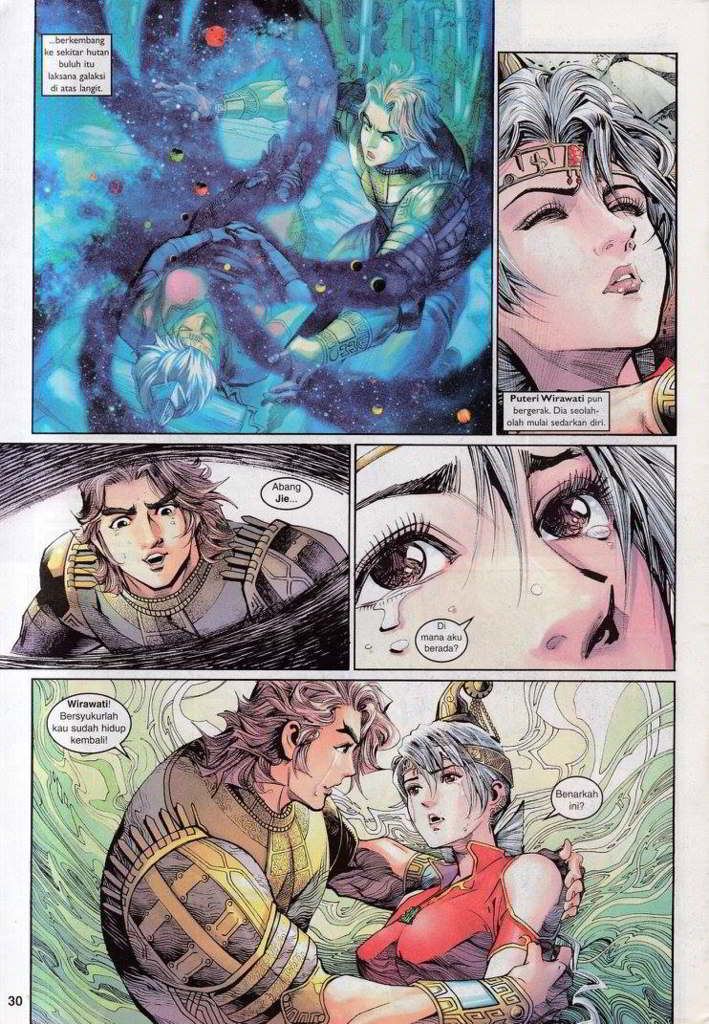 ...berkembang
ke sekitar hutan
buluh itu
laksana galaksi
di atas langit.
Puteri Wirawati pun
bergerak. Dia seolah-
olah mulai sedarkan diri.
Abang
Jie...
Di
mana aku
berada?
Wirawati!
Bersyukurlah
kau sudah hidup
kembali!
Benarkah
ini?
30